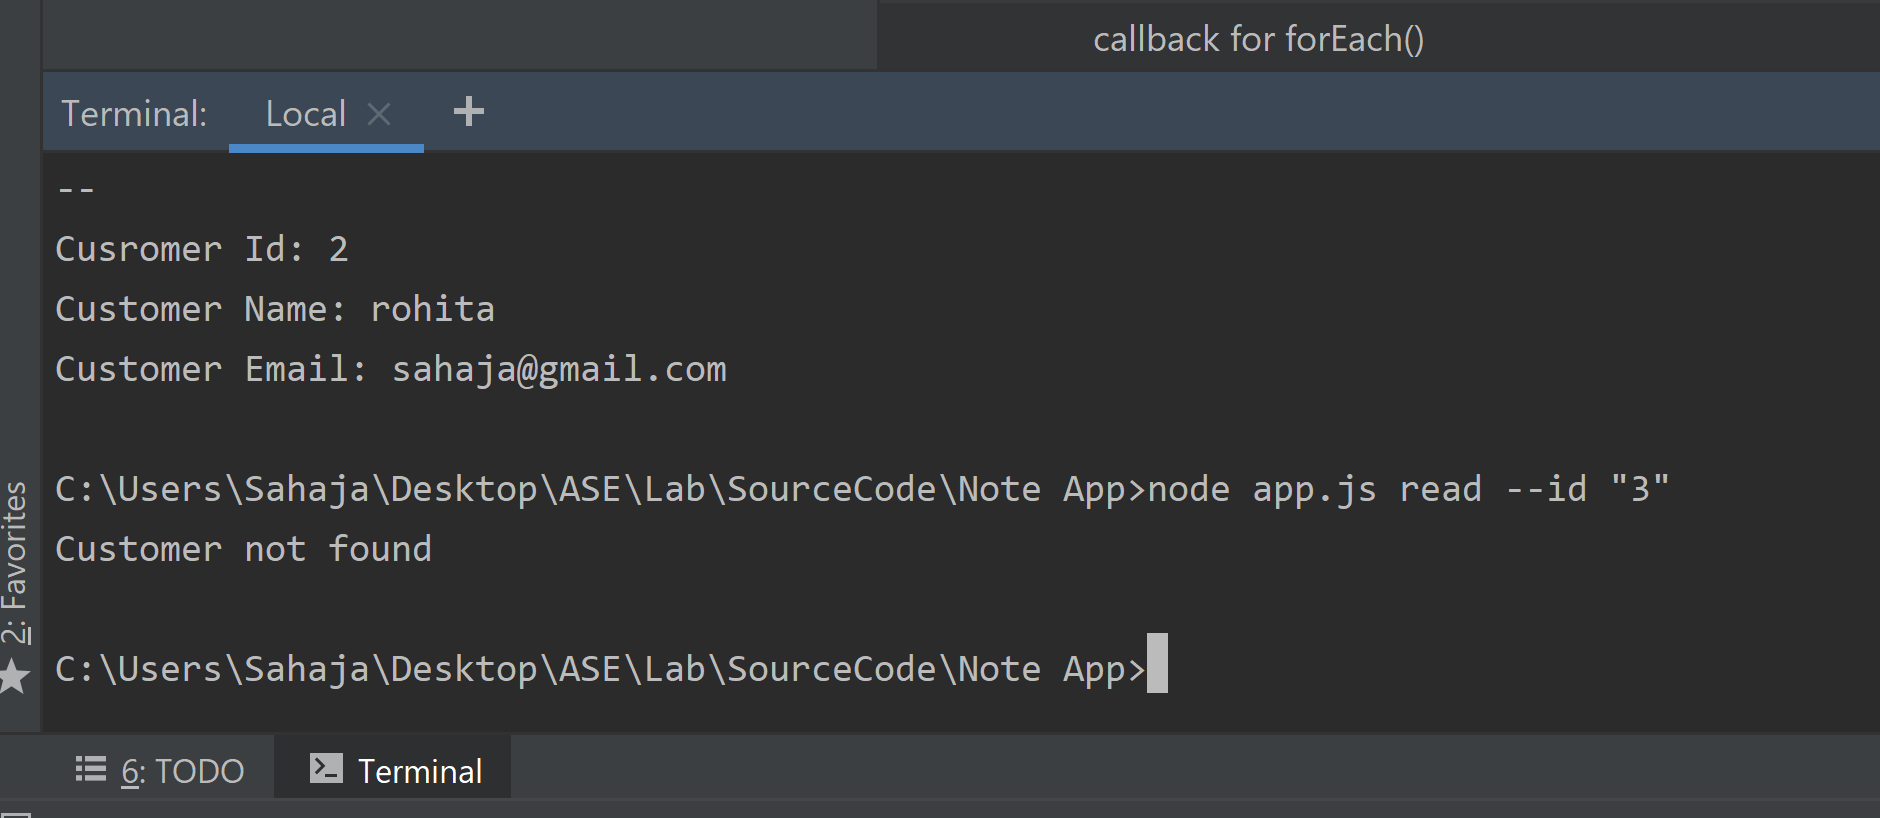 callback for forEach()
Terminal: Local
--
Cusromer Id: 2
Customer Name: rohita
Customer Email: sahaja@gmail.com
C:\Users\Sahaja\Desktop\ASE\Lab\SourceCode\Note App>node app.js read --id "3"
Customer not found
C:\Users\Sahaja\Desktop\ASE\Lab\SourceCode\Note App>
2: Favorites
6: TODO Terminal